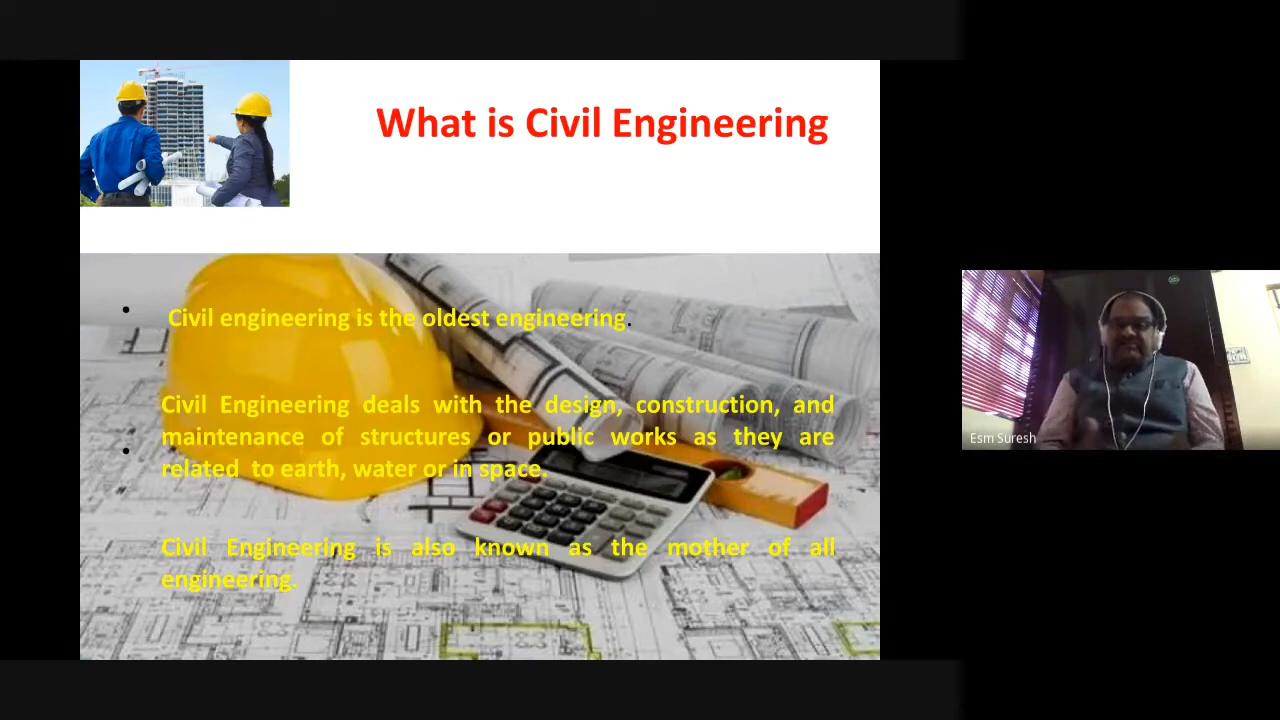 What is Civil Engineering
• Civil engineering is the oldest engineering.
Civil Engineering deals with the design, construction, and
maintenance of structures or public works as they are
• related to earth, water or in space.
Civil Engineering is also known as the mother of all
engineering.
Esm Suresh